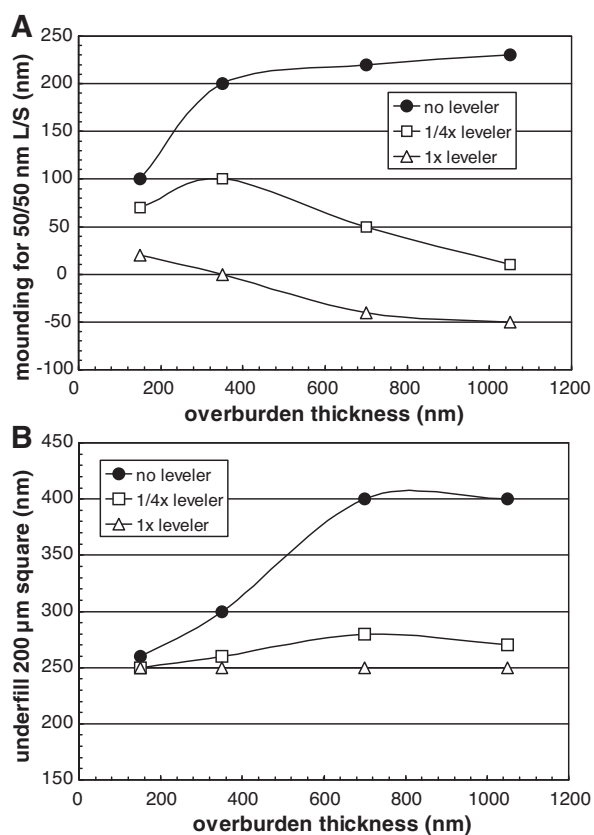 A
mounding for 50/50 nm L/S (nm)
250
200
150
100
50
0
-50
-100
no leveler
1/4x leveler
1x leveler
0 200 400 600 800 1000 1200
overburden thickness (nm)
B
underfill 200 µm square (nm)
450
400
350
300
250
200
150
no leveler
1/4x leveler
1x leveler
0 200 400 600 800 1000 1200
overburden thickness (nm)